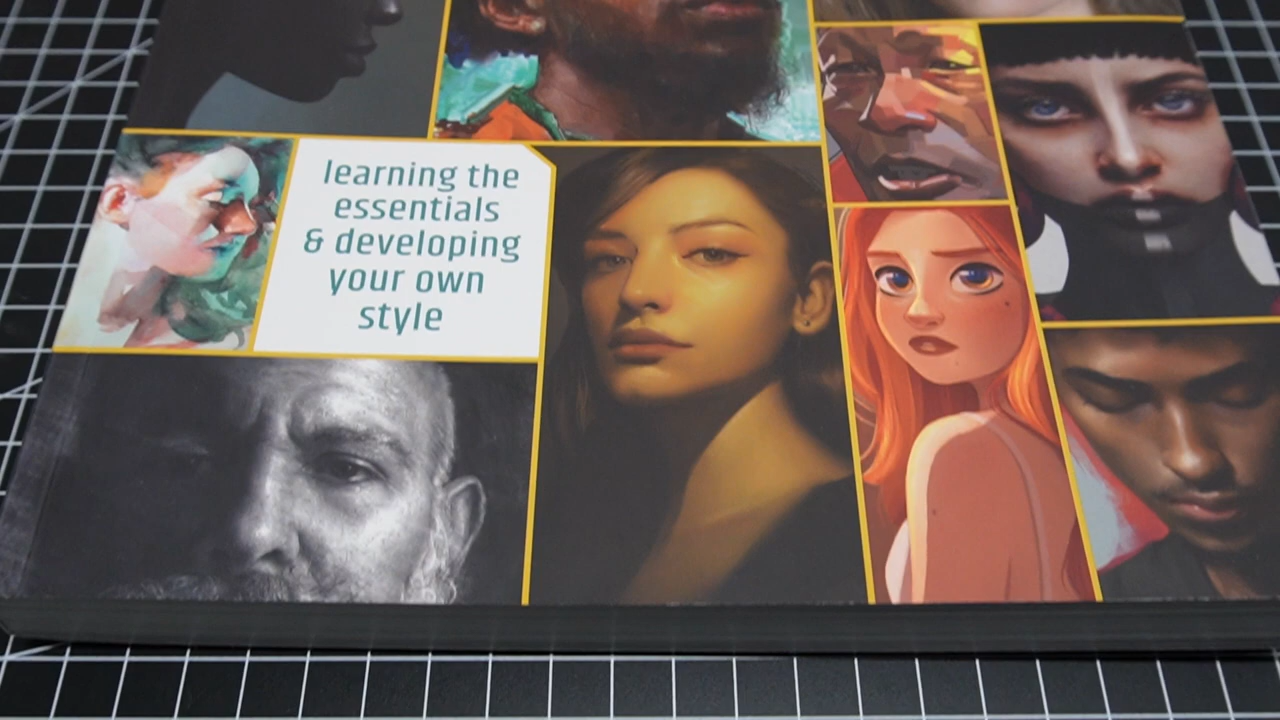 learning the
essentials
& developing
your own
style